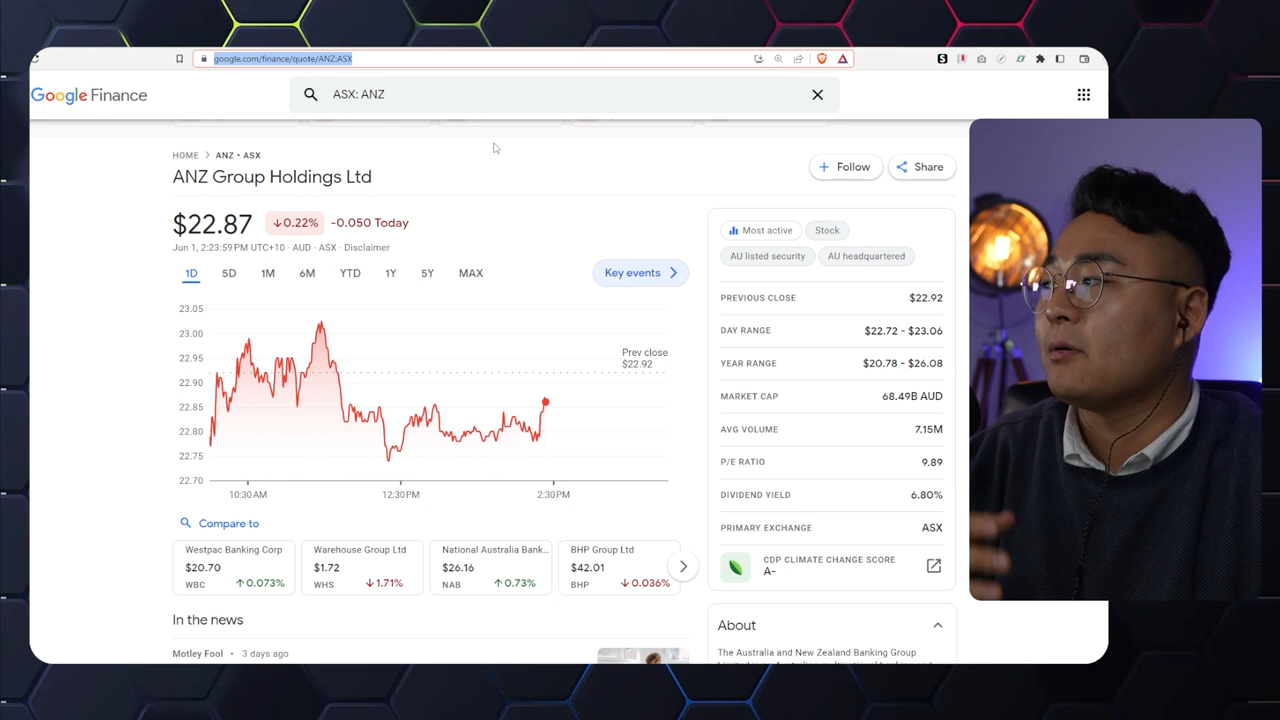 google.com/finance/quote/ANZ:ASX
Google Finance
ASX: ANZ
HOME > ANZ • ASX
ANZ Group Holdings Ltd
Follow
Share
$22.87
↓0.22%
-0.050 Today
Jun 1, 2:23:59 PM UTC+10 · AUD · ASX · Disclaimer
1D 5D 1M 6M YTD 1Y 5Y MAX
Key events
23.05
23.00
22.95
22.90
22.85
22.80
22.75
22.70
Prev close
$22.92
10:30 AM
12:30 PM
2:30 PM
Compare to
Westpac Banking Corp
$20.70
WBC ↑0.073%
Warehouse Group Ltd
$1.72
WHS ↓1.71%
National Australia Bank...
$26.16
NAB ↑0.73%
BHP Group Ltd
$42.01
BHP ↓0.036%
In the news
Motley Fool • 3 days ago
Most active
Stock
AU listed security
AU headquartered
PREVIOUS CLOSE $22.92
DAY RANGE $22.72 - $23.06
YEAR RANGE $20.78 - $26.08
MARKET CAP 68.49B AUD
AVG VOLUME 7.15M
P/E RATIO 9.89
DIVIDEND YIELD 6.80%
PRIMARY EXCHANGE ASX
CDP CLIMATE CHANGE SCORE
A-
About
The Australia and New Zealand Banking Group